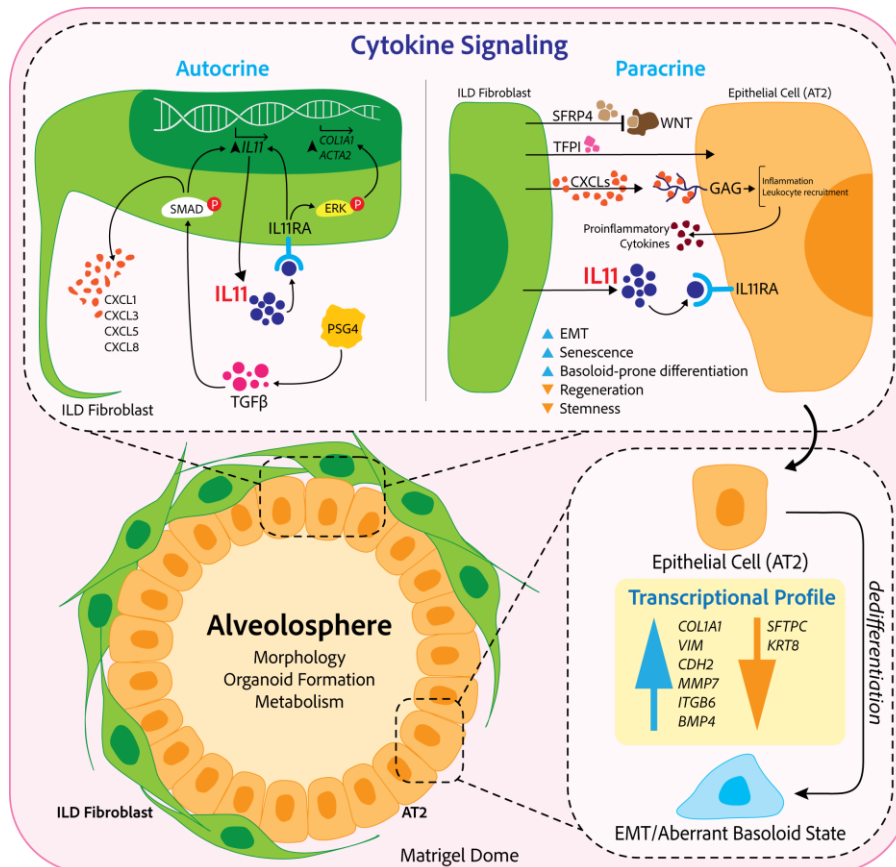 Cytokine Signaling
Autocrine
IL11
COL1A1
ACTA2
SMAD
P
ERK
P
IL11RA
IL11
CXCL1
CXCL3
CXCL5
CXCL8
PSG4
TGFβ
ILD Fibroblast
Paracrine
ILD Fibroblast
Epithelial Cell (AT2)
SFRP4
WNT
TFPI
CXCLs
GAG
Inflammation
Leukocyte recruitment
Proinflammatory
Cytokines
IL11
IL11RA
EMT
Senescence
Basoloid-prone differentiation
Regeneration
Stemness
Alveolosphere
Morphology
Organoid Formation
Metabolism
ILD Fibroblast
AT2
Matrigel Dome
Epithelial Cell (AT2)
dedifferentiation
Transcriptional Profile
COL1A1
VIM
CDH2
MMP7
ITGB6
BMP4
SFTPC
KRT8
EMT/Aberrant Basoloid State